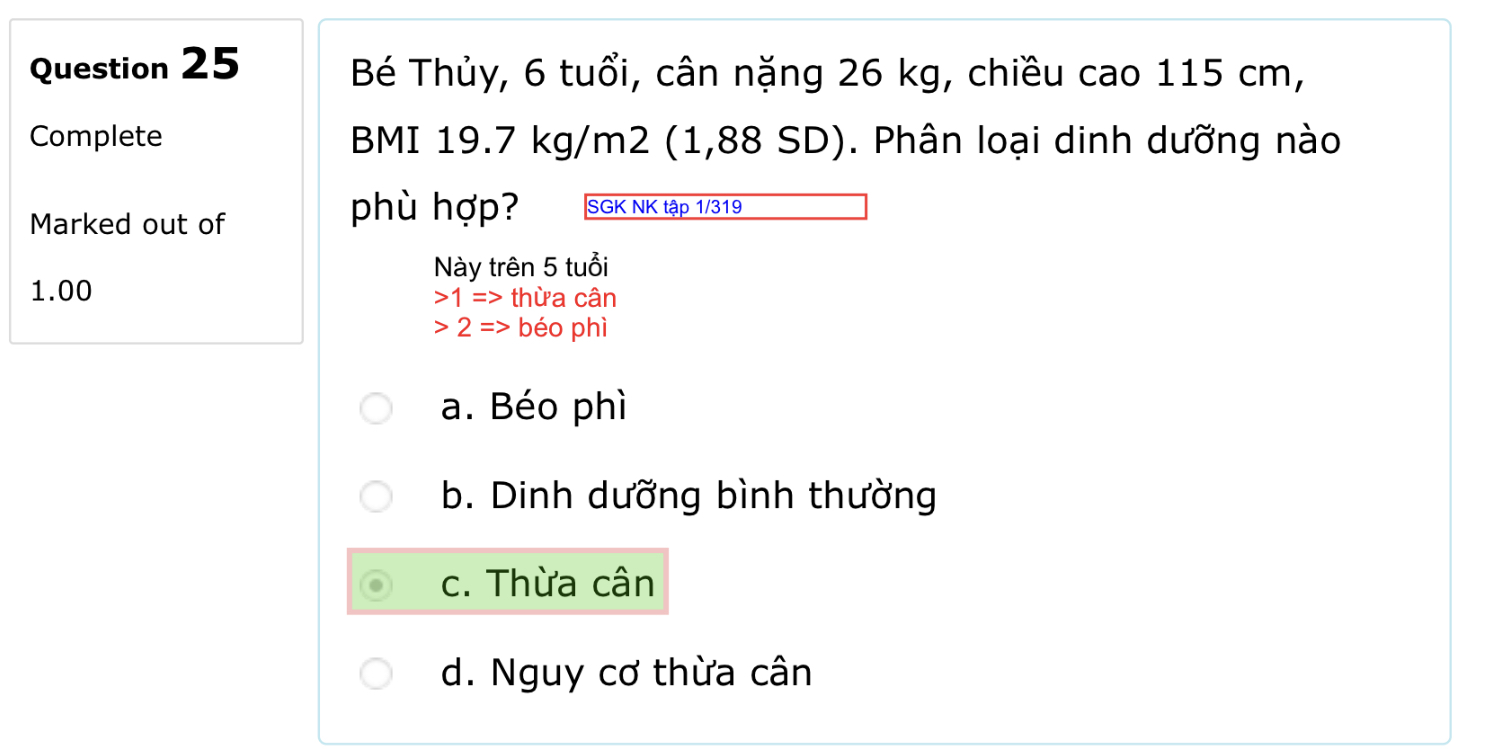 Question 25
Complete
Marked out of
1.00
Bé Thủy, 6 tuổi, cân nặng 26 kg, chiều cao 115 cm,
BMI 19.7 kg/m2 (1,88 SD). Phân loại dinh dưỡng nào
phù hợp?
SGK NK tập 1/319
Này trên 5 tuổi
>1 => thừa cân
> 2 => béo phì
a. Béo phì
b. Dinh dưỡng bình thường
c. Thừa cân
d. Nguy cơ thừa cân